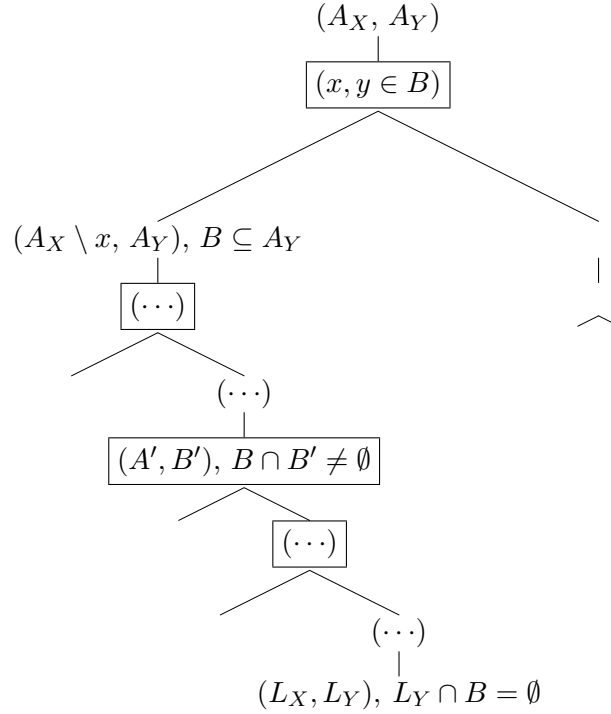 (A_X, A_Y)
(x, y ∈ B)
(A_X \ x, A_Y), B ⊆ A_Y
(⋯)
(⋯)
(A′, B′), B ∩ B′ ≠ ∅
(⋯)
(⋯)
(L_X, L_Y), L_Y ∩ B = ∅